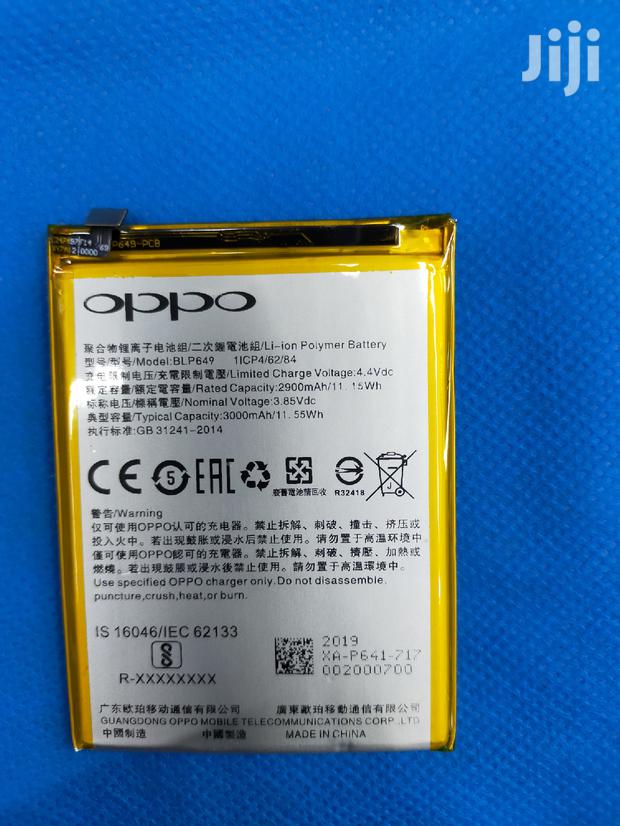 Jiji
P649-PCB
oppo
聚合物锂离子电池组/二次鋰電池組/Li-ion Polymer Battery
型号/型號/Model:BLP649 1ICP4/62/84
充电限制电压/充電限制電壓/Limited Charge Voltage:4.4Vdc
额定容量/額定電容量/Rated Capacity:2900mAh/11.15Wh
标称电压/標稱電壓/Nominal Voltage:3.85Vdc
典型容量/Typical Capacity:3000mAh/11.55Wh
执行标准:GB 31241-2014
CE 5 EAC
廢舊電池請回收
R32418
警告/Warning
仅可使用OPPO认可的充电器。禁止拆解、刺破、撞击、挤压或
投入火中。若出现鼓胀或浸水后禁止使用。请勿置于高温环境中。
僅可使用OPPO認可的充電器。禁止拆解、刺破、擠壓、加熱或
燃燒。若出現鼓脹或浸水後禁止使用。請勿置于高溫環境中。
Use specified OPPO charger only.Do not disassemble.
puncture,crush,heat,or burn.
IS 16046/IEC 62133
R-XXXXXXXX
2019
XA-P641-717
002000700
广东欧珀移动通信有限公司 廣東歐珀移動通信有限公司
GUANGDONG OPPO MOBILE TELECOMMUNICATIONS CORP .,LTD
中國制造 中國製造 MADE IN CHINA